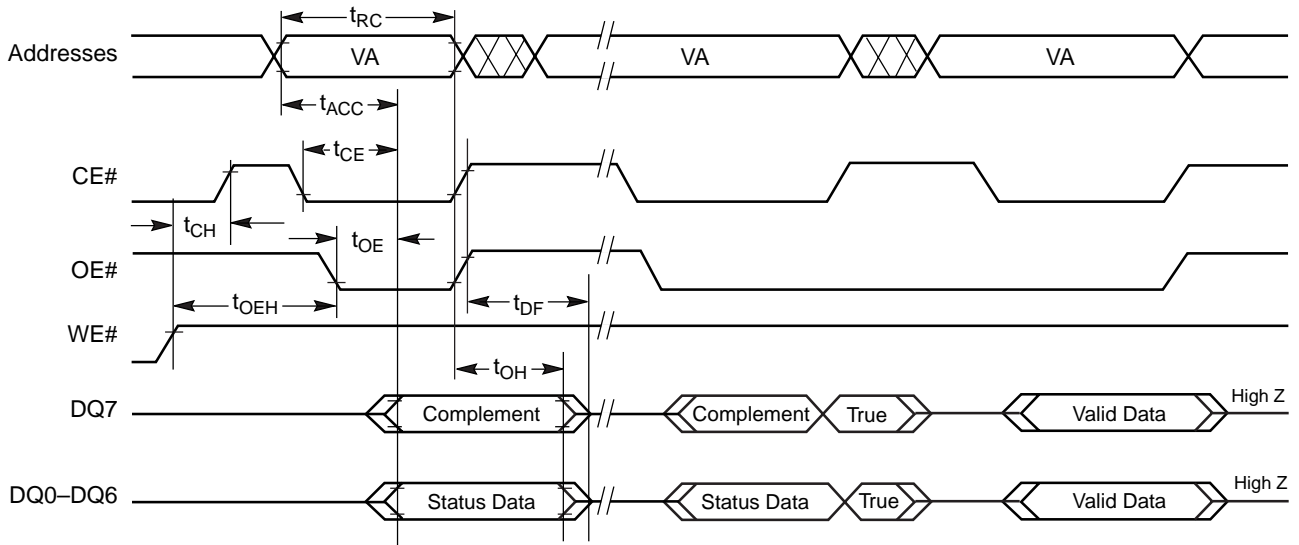 tRC
Addresses VA VA VA
tACC
tCE
CE#
tCH
tOE
OE#
tOEH
tDF
WE#
tOH
DQ7 Complement Complement True Valid Data High Z
DQ0–DQ6 Status Data Status Data True Valid Data High Z